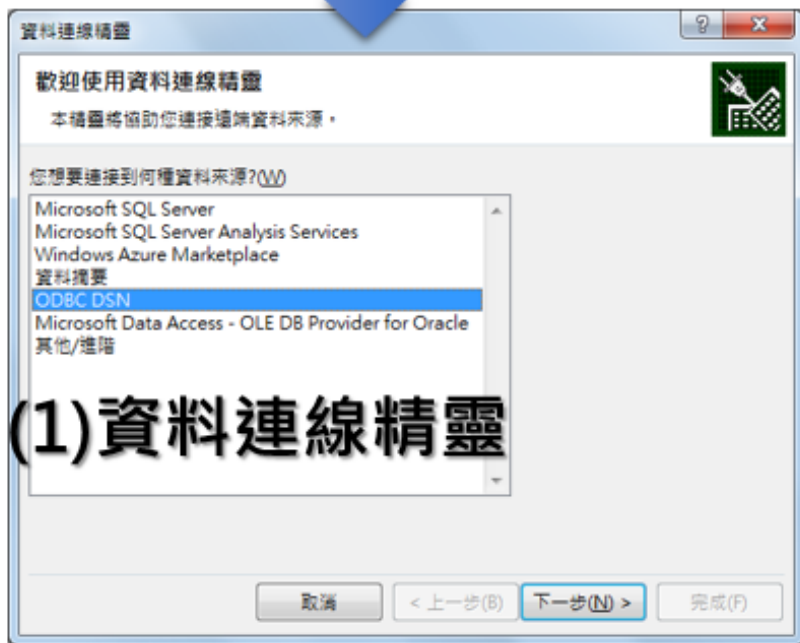 資料連線精靈
歡迎使用資料連線精靈
本精靈將協助您連接遠端資料來源。
您想要連接到何種資料來源?(W)
Microsoft SQL Server
Microsoft SQL Server Analysis Services
Windows Azure Marketplace
資料摘要
ODBC DSN
Microsoft Data Access - OLE DB Provider for Oracle
其他/進階
(1)資料連線精靈
取消 < 上一步(B) 下一步(N) > 完成(F)